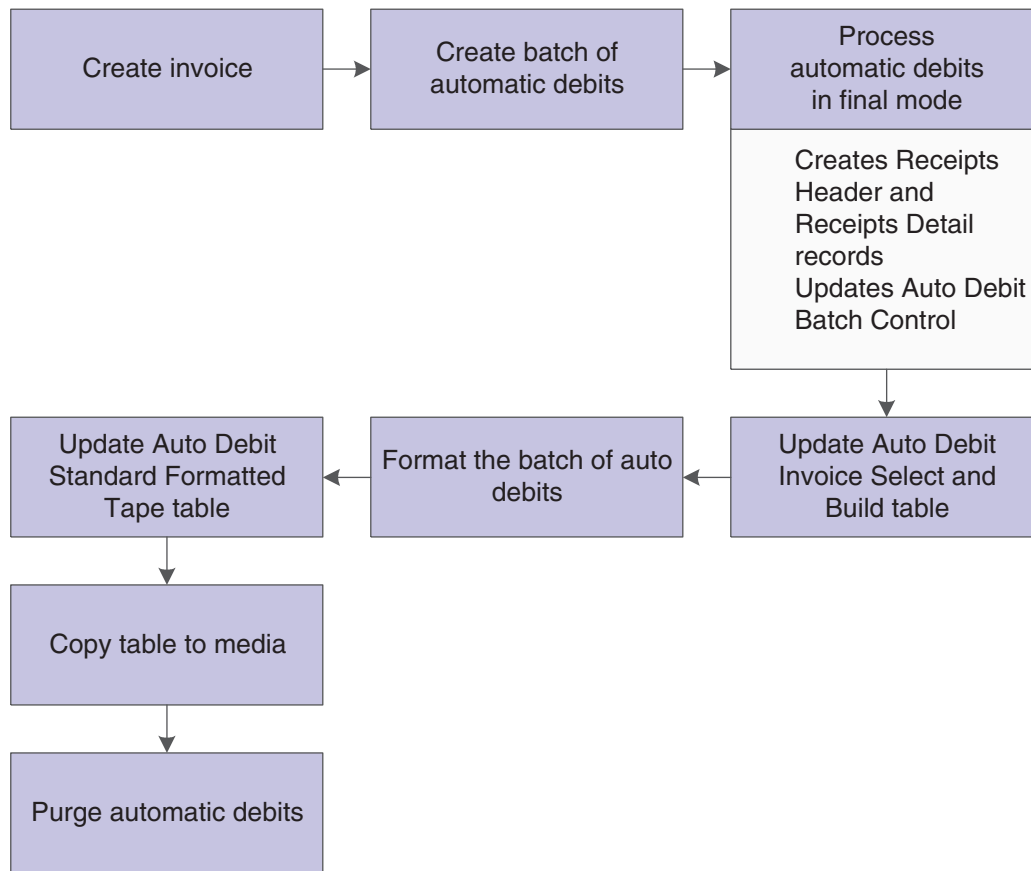 Create invoice
Create batch of
automatic debits
Process
automatic debits
in final mode
Creates Receipts
Header and
Receipts Detail
records
Updates Auto Debit
Batch Control
Update Auto Debit
Invoice Select and
Build table
Format the batch of auto
debits
Update Auto Debit
Standard Formatted
Tape table
Copy table to media
Purge automatic debits